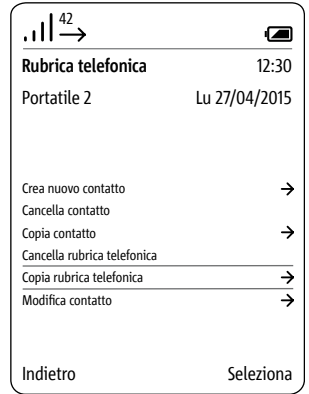 42
Rubrica telefonica 12:30
Portatile 2 Lu 27/04/2015
Crea nuovo contatto →
Cancella contatto
Copia contatto →
Cancella rubrica telefonica
Copia rubrica telefonica →
Modifica contatto →
Indietro Seleziona